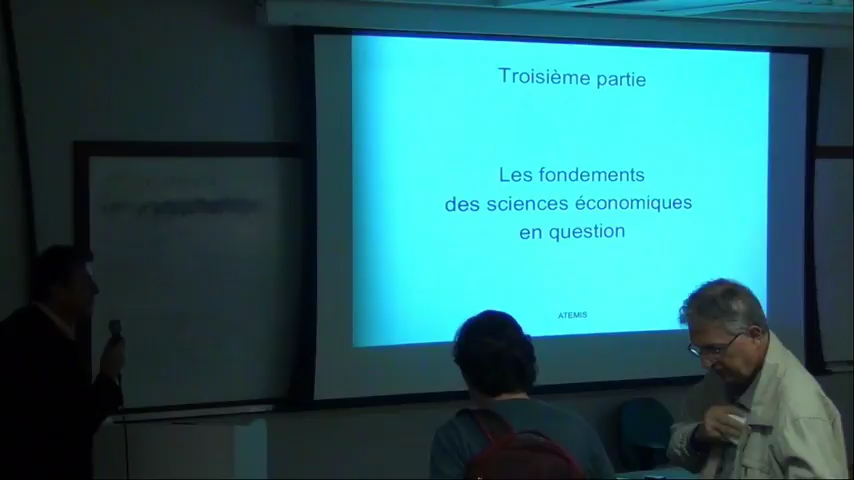 Troisième partie
Les fondements
des sciences économiques
en question
ATEMIS